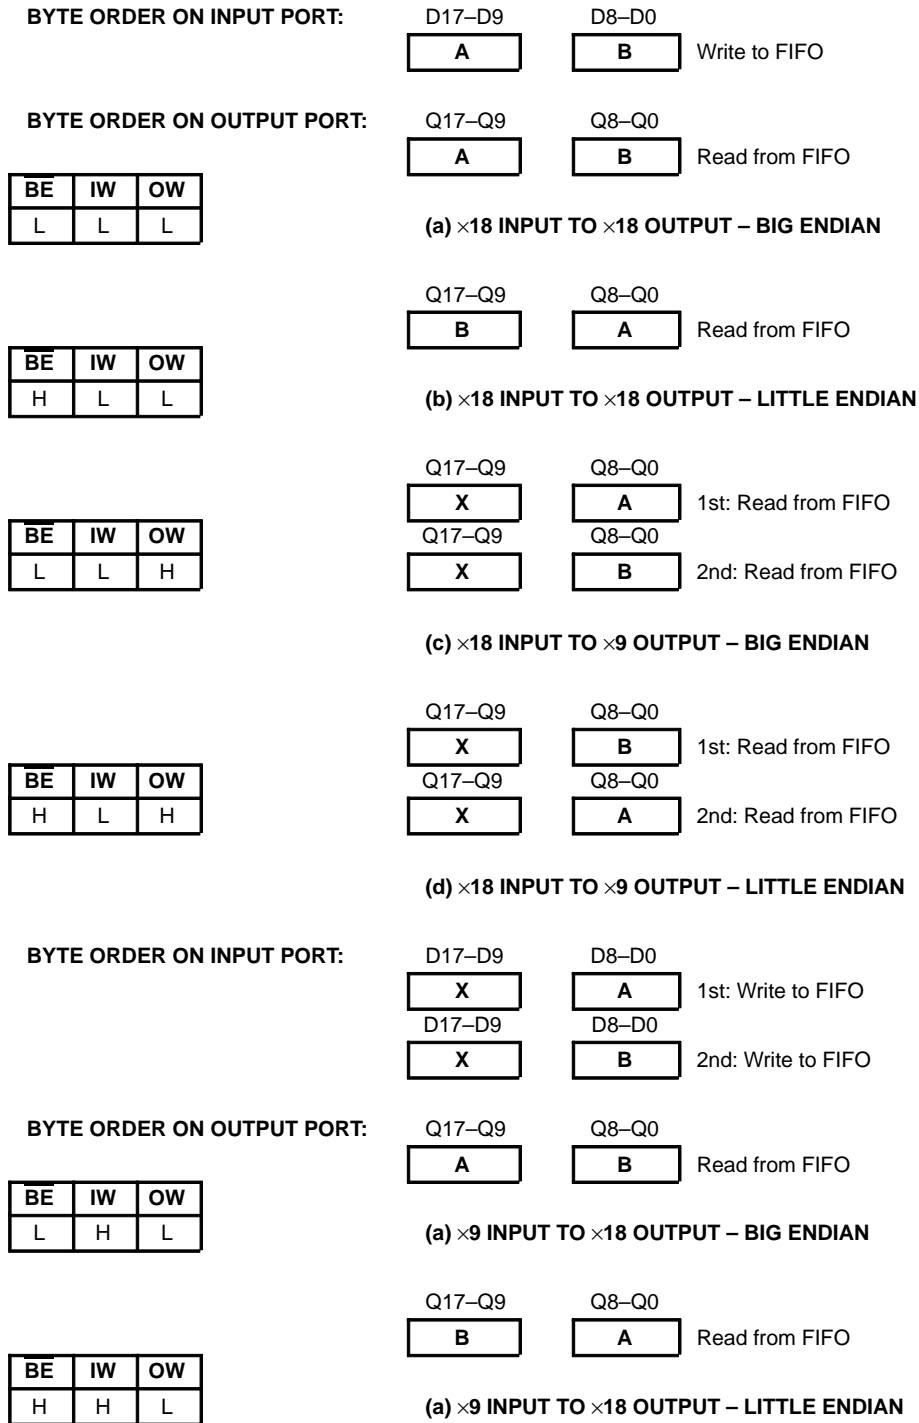 BYTE ORDER ON INPUT PORT: D17–D9 D8–D0
A B Write to FIFO
BYTE ORDER ON OUTPUT PORT: Q17–Q9 Q8–Q0
A B Read from FIFO
BE IW OW
L L L
(a) ×18 INPUT TO ×18 OUTPUT – BIG ENDIAN
Q17–Q9 Q8–Q0
B A Read from FIFO
BE IW OW
H L L
(b) ×18 INPUT TO ×18 OUTPUT – LITTLE ENDIAN
Q17–Q9 Q8–Q0
X A 1st: Read from FIFO
BE IW OW Q17–Q9 Q8–Q0
L L H X B 2nd: Read from FIFO
(c) ×18 INPUT TO ×9 OUTPUT – BIG ENDIAN
Q17–Q9 Q8–Q0
X B 1st: Read from FIFO
BE IW OW Q17–Q9 Q8–Q0
H L H X A 2nd: Read from FIFO
(d) ×18 INPUT TO ×9 OUTPUT – LITTLE ENDIAN
BYTE ORDER ON INPUT PORT: D17–D9 D8–D0
X A 1st: Write to FIFO
D17–D9 D8–D0
X B 2nd: Write to FIFO
BYTE ORDER ON OUTPUT PORT: Q17–Q9 Q8–Q0
A B Read from FIFO
BE IW OW
L H L
(a) ×9 INPUT TO ×18 OUTPUT – BIG ENDIAN
Q17–Q9 Q8–Q0
B A Read from FIFO
BE IW OW
H H L
(a) ×9 INPUT TO ×18 OUTPUT – LITTLE ENDIAN